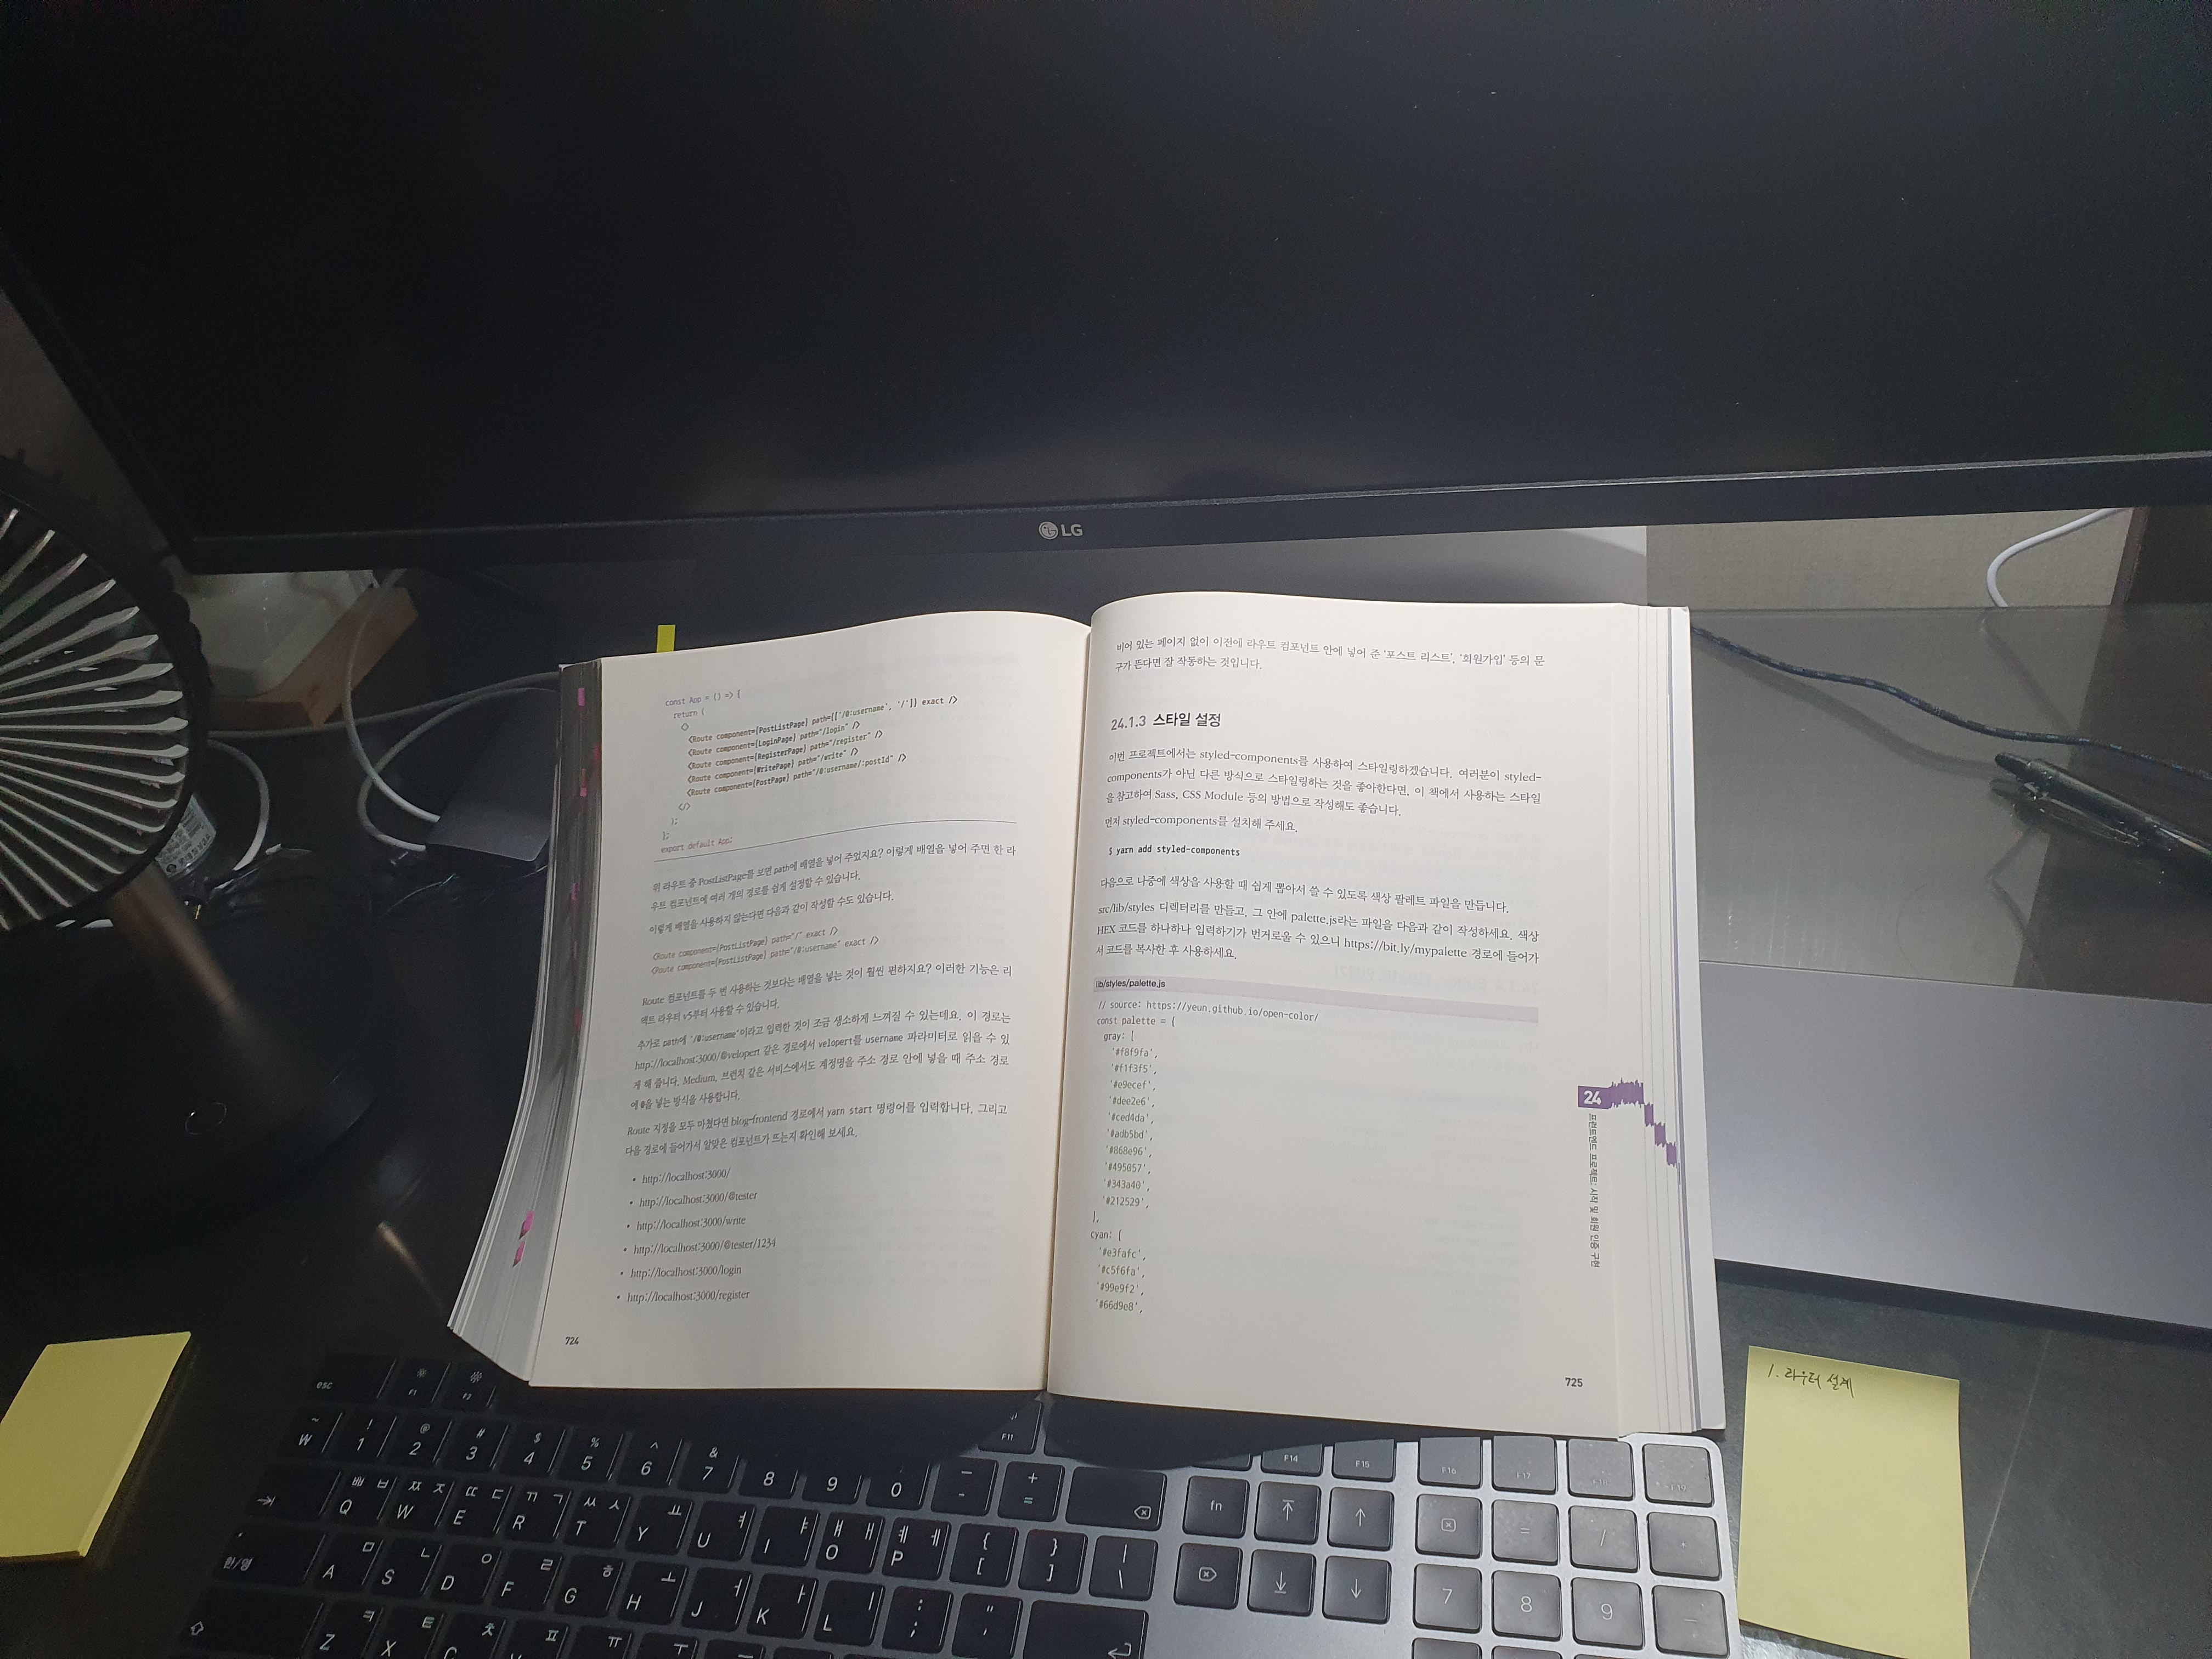 LG
const App = () => {
return (
<>
<Route component={PostListPage} path={['/@:username', '/']} exact />
<Route component={LoginPage} path="/login" />
<Route component={RegisterPage} path="/register" />
<Route component={WritePage} path="/write" />
<Route component={PostPage} path="/@:username/:postId" />
</>
);
};
export default App;
위 라우트 중 PostListPage를 보면 path에 배열을 넣어 주었지요? 이렇게 배열을 넣어 주면 한 라
우트 컴포넌트에 여러 개의 경로를 쉽게 설정할 수 있습니다.
이렇게 배열을 사용하지 않는다면 다음과 같이 작성할 수도 있습니다.
<Route component={PostListPage} path="/" exact />
<Route component={PostListPage} path="/@:username" exact />
Route 컴포넌트를 두 번 사용하는 것보다는 배열을 넣는 것이 훨씬 편하지요? 이러한 기능은 리
액트 라우터 v5부터 사용할 수 있습니다.
추가로 path에 '/@:username'이라고 입력한 것이 조금 생소하게 느껴질 수 있는데요. 이 경로는
http://localhost:3000/@velopert 같은 경로에서 velopert를 username 파라미터로 읽을 수 있
게 해 줍니다. Medium, 브런치 같은 서비스에서도 계정명을 주소 경로 안에 넣을 때 주소 경로
에 @을 넣는 방식을 사용합니다.
Route 지정을 모두 마쳤다면 blog-frontend 경로에서 yarn start 명령어를 입력합니다. 그리고
다음 경로에 들어가서 알맞은 컴포넌트가 뜨는지 확인해 보세요.
• http://localhost:3000/
• http://localhost:3000/@tester
• http://localhost:3000/write
• http://localhost:3000/@tester/1234
• http://localhost:3000/login
• http://localhost:3000/register
724
비어 있는 페이지 없이 이전에 라우트 컴포넌트 안에 넣어 준 '포스트 리스트', '회원가입' 등의 문
구가 뜬다면 잘 작동하는 것입니다.
24.1.3 스타일 설정
이번 프로젝트에서는 styled-components를 사용하여 스타일링하겠습니다. 여러분이 styled-
components가 아닌 다른 방식으로 스타일링하는 것을 좋아한다면, 이 책에서 사용하는 스타일
을 참고하여 Sass, CSS Module 등의 방법으로 작성해도 좋습니다.
먼저 styled-components를 설치해 주세요.
$ yarn add styled-components
다음으로 나중에 색상을 사용할 때 쉽게 뽑아서 쓸 수 있도록 색상 팔레트 파일을 만듭니다.
src/lib/styles 디렉터리를 만들고, 그 안에 palette.js라는 파일을 다음과 같이 작성하세요. 색상
HEX 코드를 하나하나 입력하기가 번거로울 수 있으니 https://bit.ly/mypalette 경로에 들어가
서 코드를 복사한 후 사용하세요.
lib/styles/palette.js
// source: https://yeun.github.io/open-color/
const palette = {
gray: [
'#f8f9fa',
'#f1f3f5',
'#e9ecef',
'#dee2e6',
'#ced4da',
'#adb5bd',
'#868e96',
'#495057',
'#343a40',
'#212529',
],
cyan: [
'#e3fafc',
'#c5f6fa',
'#99e9f2',
'#66d9e8',
24
프런트엔드 프로젝트: 시작 및 회원 인증 구현
725
1. 라우터 설계
esc F1 F2 F11 F14 F15 F16 F17 F18 F19
~ ₩ ! 1 @ 2 # 3 $ 4 % 5 ^ 6 & 7 8 9 0 - + = fn = /
Q ㅃ ㅂ W ㅉ ㅈ E ㄸ ㄷ R ㄲ ㄱ T ㅆ ㅅ Y ㅛ U ㅕ I ㅑ O ㅒ ㅐ P ㅖ ㅔ { [ } ] | \ 7 8 9
한/영 A ㅁ S ㄴ D ㅇ F ㄹ G ㅎ H ㅗ J ㅓ K ㅏ L ㅣ : ; " '
Z ㅋ X ㅌ C ㅊ ㅍ ㅠ ㅜ ㅡ